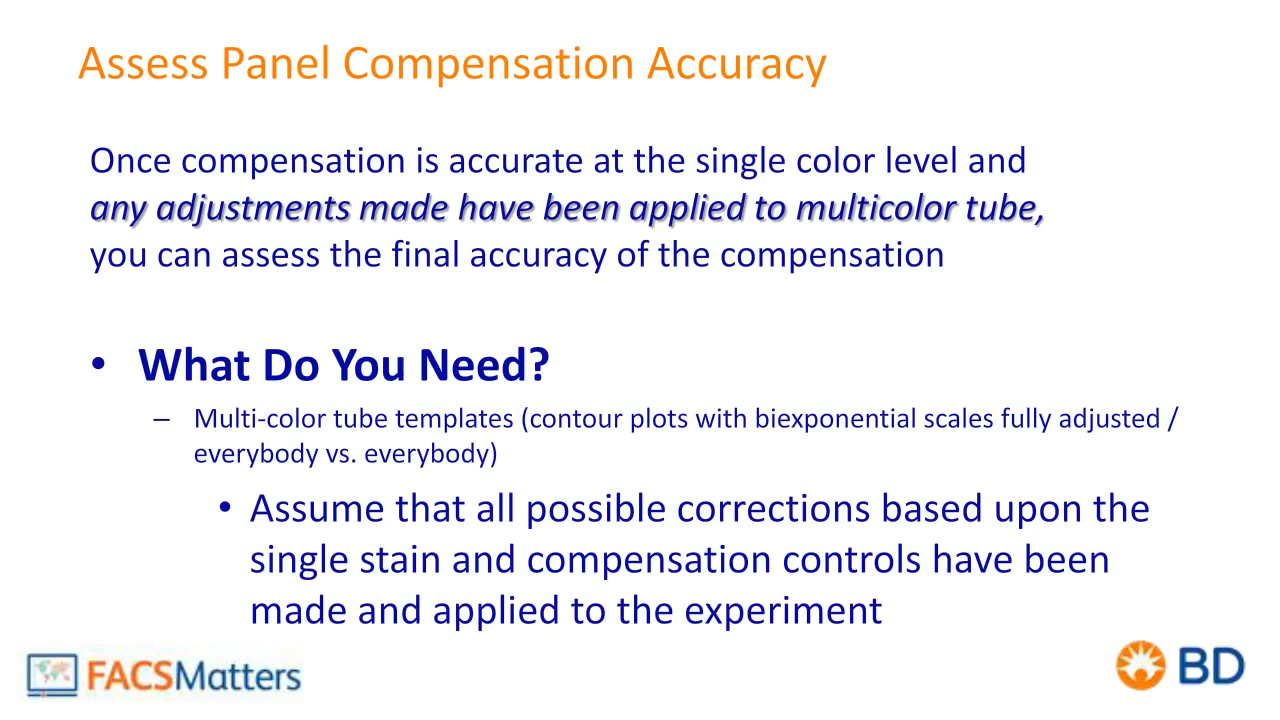 Assess Panel Compensation Accuracy
Once compensation is accurate at the single color level and
any adjustments made have been applied to multicolor tube,
you can assess the final accuracy of the compensation
• What Do You Need?
– Multi-color tube templates (contour plots with biexponential scales fully adjusted /
everybody vs. everybody)
• Assume that all possible corrections based upon the
single stain and compensation controls have been
made and applied to the experiment
FACSMatters
BD